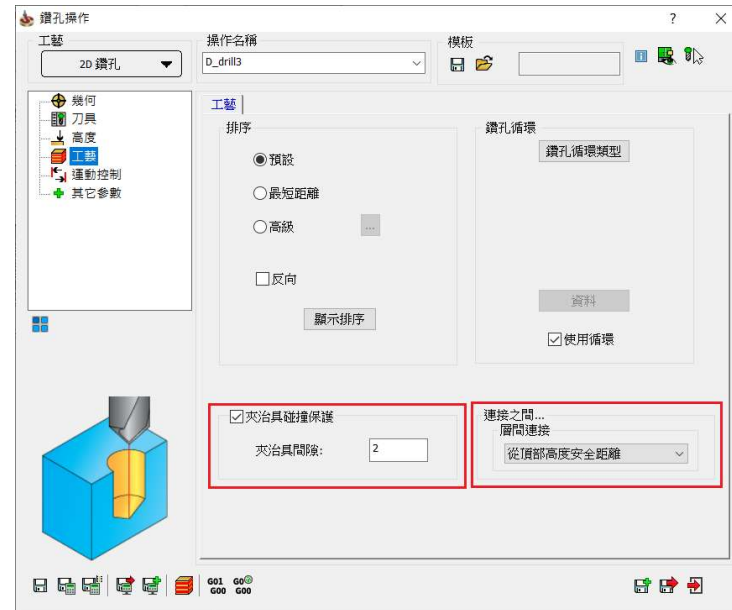 鑽孔操作
工藝
操作名稱
模板
2D 鑽孔
D_drill3
幾何
刀具
高度
工藝
運動控制
其它參數
工藝
排序
預設
最短距離
高級
...
反向
顯示排序
鑽孔循環
鑽孔循環類型
資料
使用循環
夾治具碰撞保護
夾治具間隙:
2
連接之間...
層間連接
從頂部高度安全距離
G01 G00
G00 G00